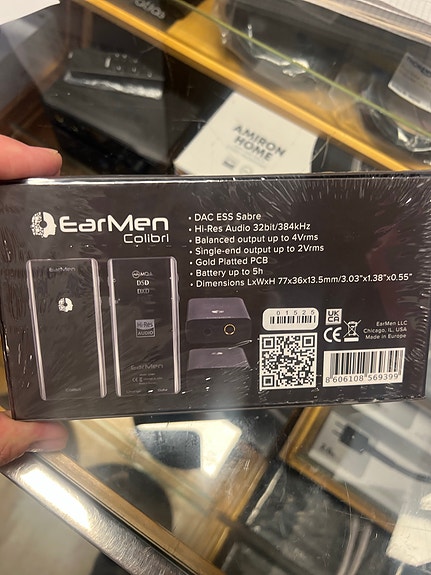 AMIRON
HOME
EarMen
Colibri
• DAC ESS Sabre
• Hi-Res Audio 32bit/384kHz
• Balanced output up to 4Vrms
• Single-end output up to 2Vrms
• Gold Platted PCB
• Battery up to 5h
• Dimensions LxWxH 77x36x13.5mm/3.03"x1.38"x0.55"
EarMen
MQA
DSD
DXD
Hi-Res
AUDIO
EarMen
01525
UK
CA
CE
EarMen LLC
Chicago, IL. USA
Made in Europe
8 606108 569399